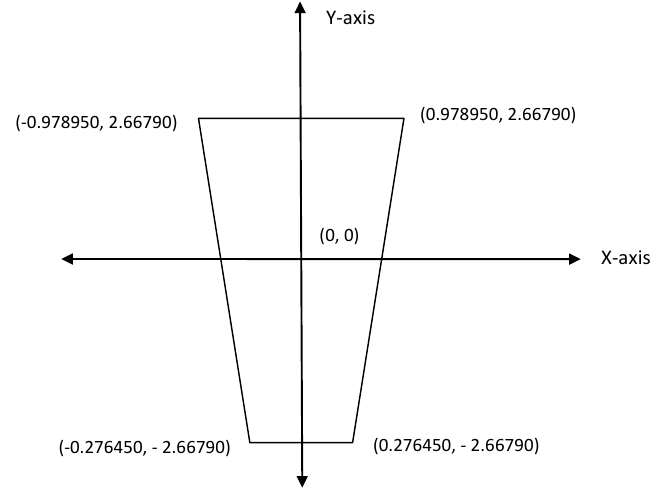 Y-axis
(-0.978950, 2.66790)
(0.978950, 2.66790)
(0, 0)
X-axis
(-0.276450, - 2.66790)
(0.276450, - 2.66790)